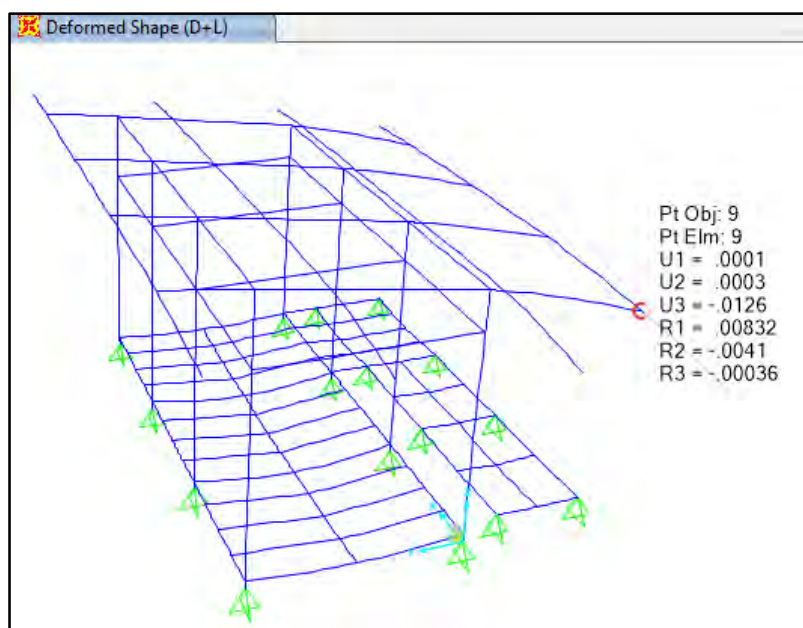 Deformed Shape (D+L)
Pt Obj: 9
Pt Elm: 9
U1 = .0001
U2 = .0003
U3 = -.0126
R1 = .00832
R2 = -.0041
R3 = -.00036